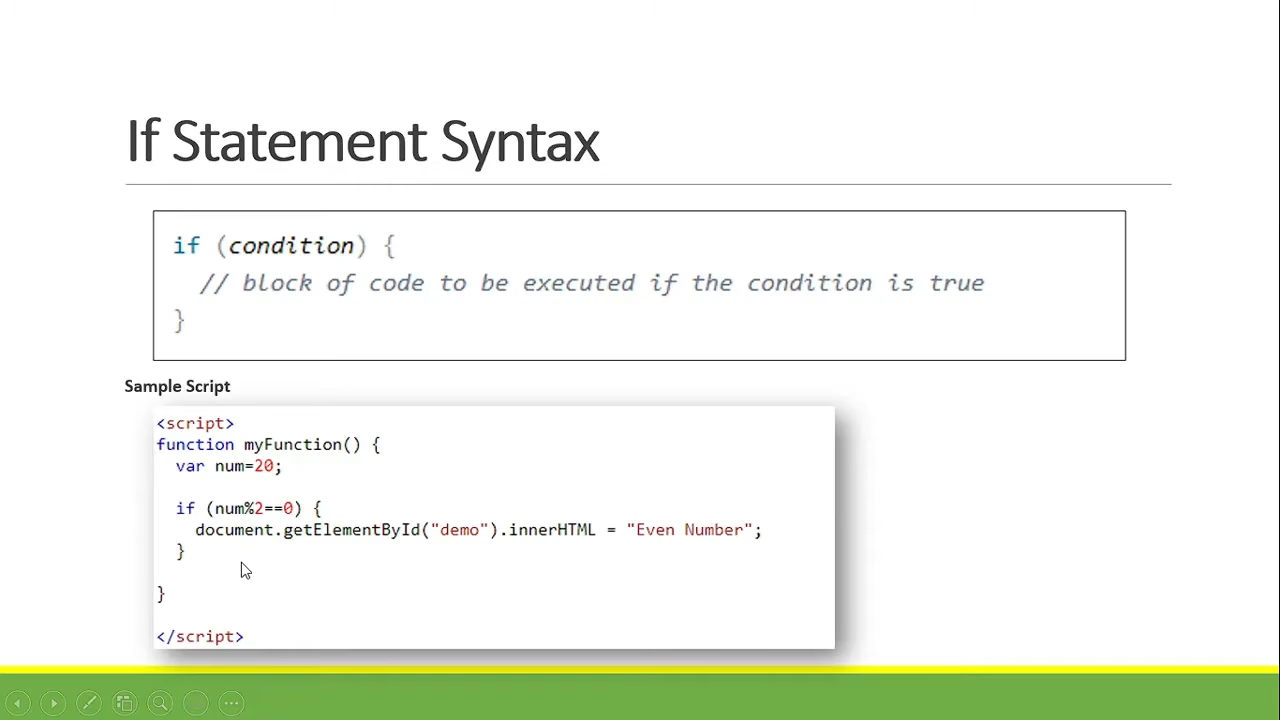 If Statement Syntax
if (condition) {
  // block of code to be executed if the condition is true
}
Sample Script
<script>
function myFunction() {
  var num=20;
  if (num%2==0) {
    document.getElementById("demo").innerHTML = "Even Number";
  }
}
</script>